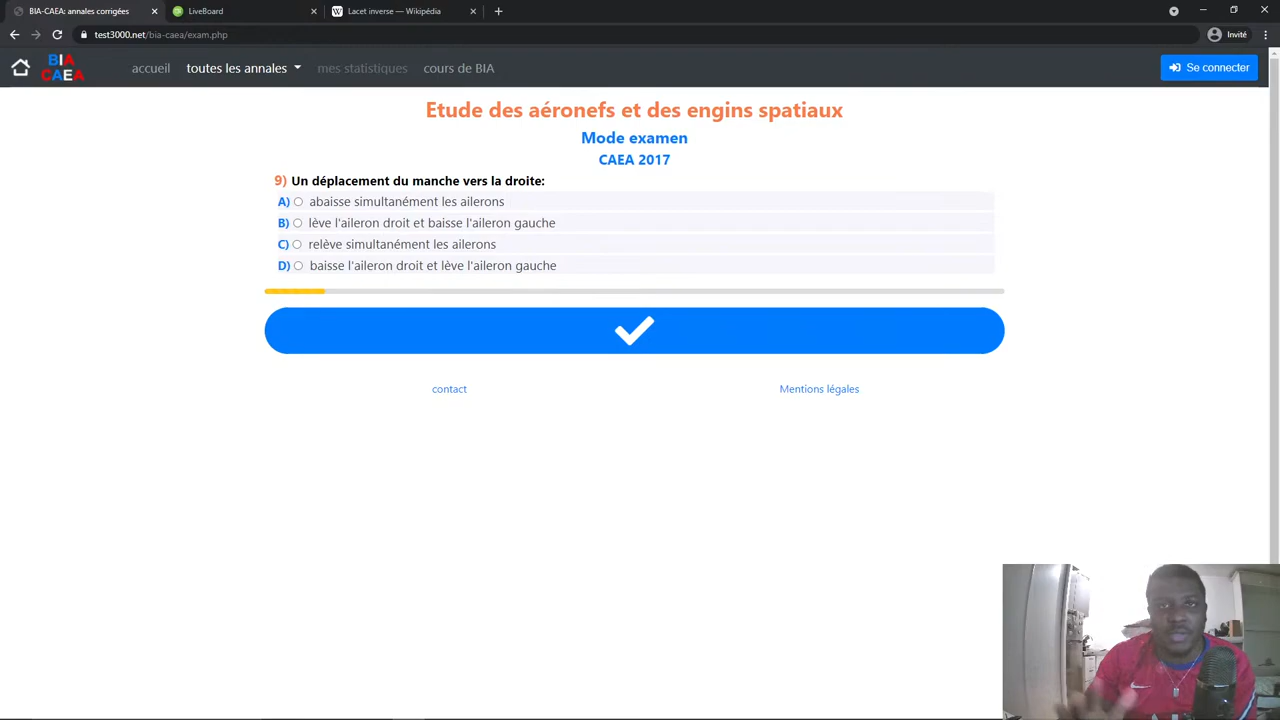 BIA-CAEA: annales corrigées
LiveBoard
Lacet inverse — Wikipédia
test3000.net/bia-caea/exam.php
Invité
BIA
CAEA
accueil
toutes les annales
mes statistiques
cours de BIA
Se connecter
Etude des aéronefs et des engins spatiaux
Mode examen
CAEA 2017
9) Un déplacement du manche vers la droite:
A) abaisse simultanément les ailerons
B) lève l'aileron droit et baisse l'aileron gauche
C) relève simultanément les ailerons
D) baisse l'aileron droit et lève l'aileron gauche
contact
Mentions légales